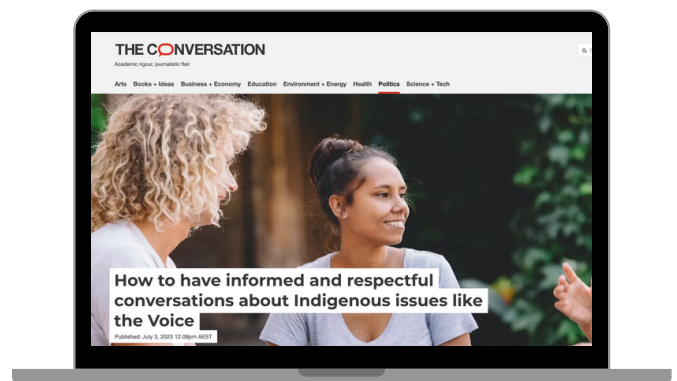 THE CONVERSATION
Academic rigour, journalistic flair
Arts Books + Ideas Business + Economy Education Environment + Energy Health Politics Science + Tech
How to have informed and respectful
conversations about Indigenous issues like
the Voice
Published: July 3, 2023 12.09pm AEST